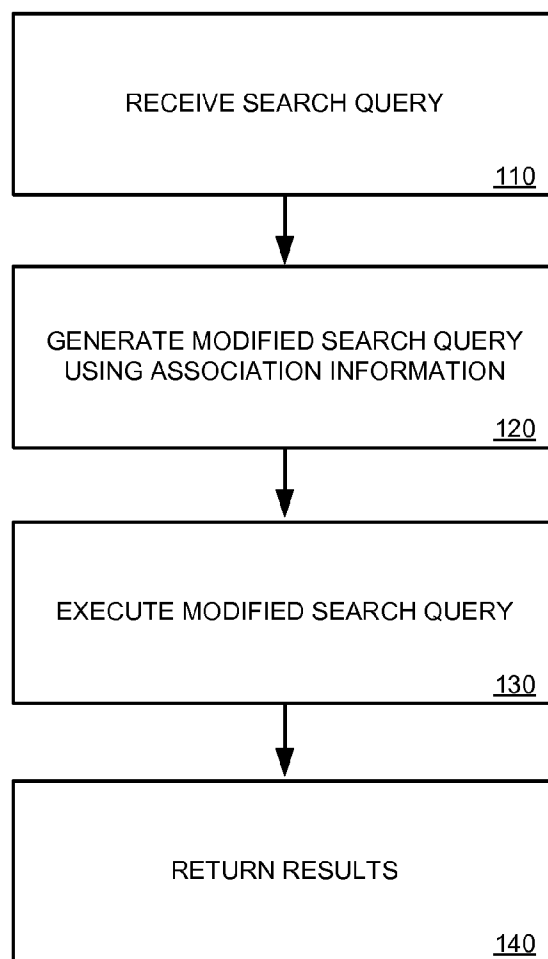 RECEIVE SEARCH QUERY
110
GENERATE MODIFIED SEARCH QUERY
USING ASSOCIATION INFORMATION
120
EXECUTE MODIFIED SEARCH QUERY
130
RETURN RESULTS
140